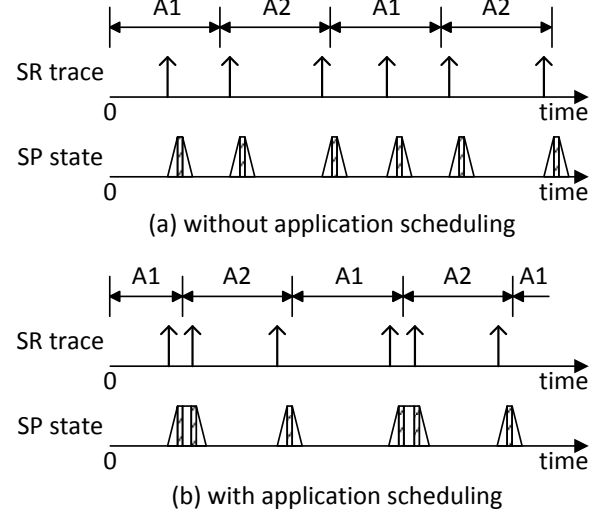 A1 A2 A1 A2
SR trace
0 time
SP state
0 time
(a) without application scheduling
A1 A2 A1 A2 A1
SR trace
0 time
SP state
0 time
(b) with application scheduling